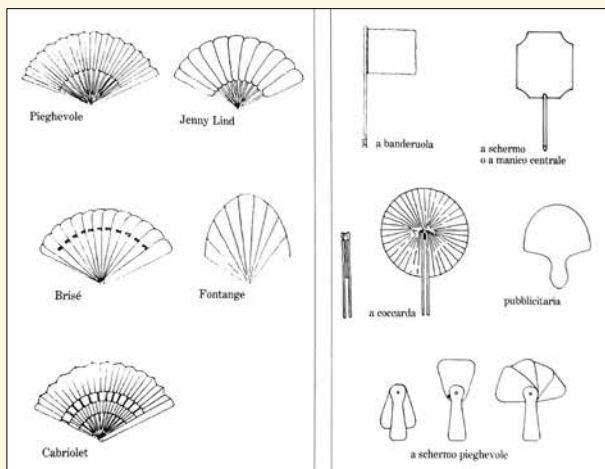 Pieghevole
Jenny Lind
Brisé
Fontange
Cabriolet
a banderuola
a schermo
o a manico centrale
a coccarda
pubblicitaria
a schermo pieghevole